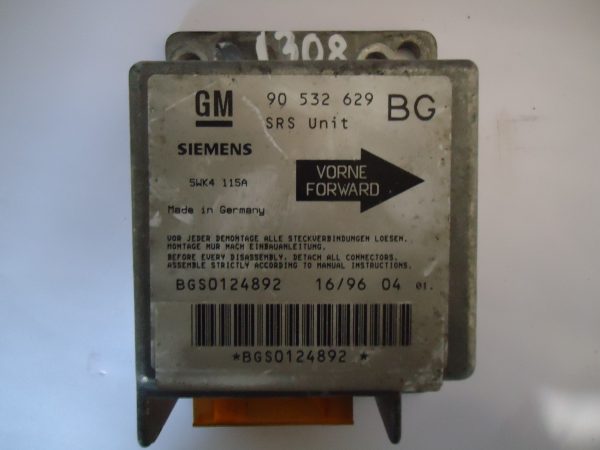 1308
GM 90 532 629 BG
SRS Unit
SIEMENS
5WK4 115A
VORNE
FORWARD
Made in Germany
VOR JEDER DEMONTAGE ALLE STECKVERBINDUNGEN LOESEN.
MONTAGE NUR NACH EINBAUANLEITUNG.
BEFORE EVERY DISASSEMBLY, DETACH ALL CONNECTORS.
ASSEMBLE STRICTLY ACCORDING TO MANUAL INSTRUCTIONS.
BGS0124892 16/96 04 01.
*BGS0124892 *